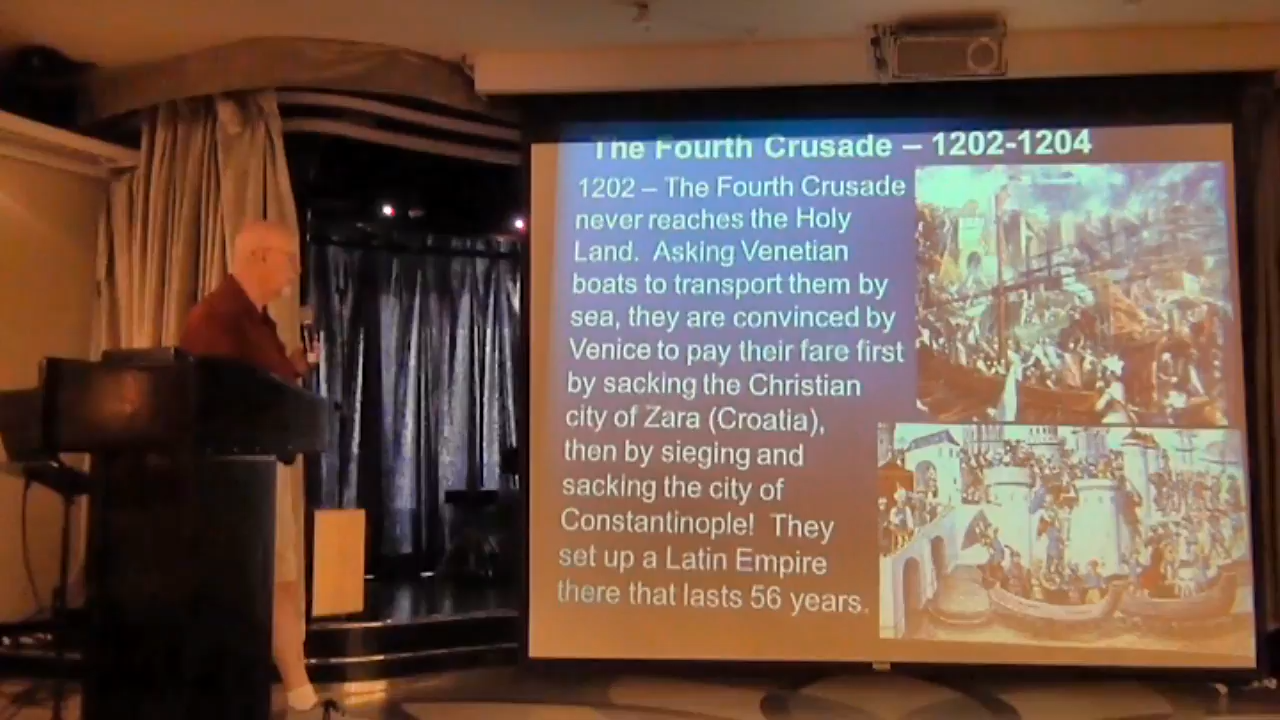 The Fourth Crusade – 1202-1204
1202 – The Fourth Crusade
never reaches the Holy
Land. Asking Venetian
boats to transport them by
sea, they are convinced by
Venice to pay their fare first
by sacking the Christian
city of Zara (Croatia),
then by sieging and
sacking the city of
Constantinople! They
set up a Latin Empire
there that lasts 56 years.